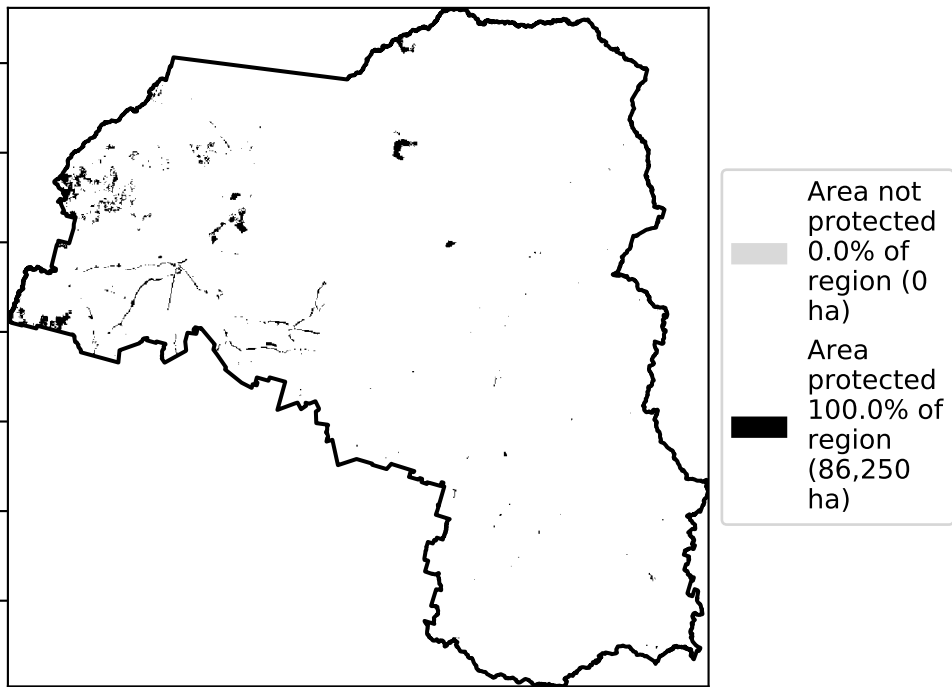 Area not
protected
0.0% of
region (0
ha)
Area
protected
100.0% of
region
(86,250
ha)